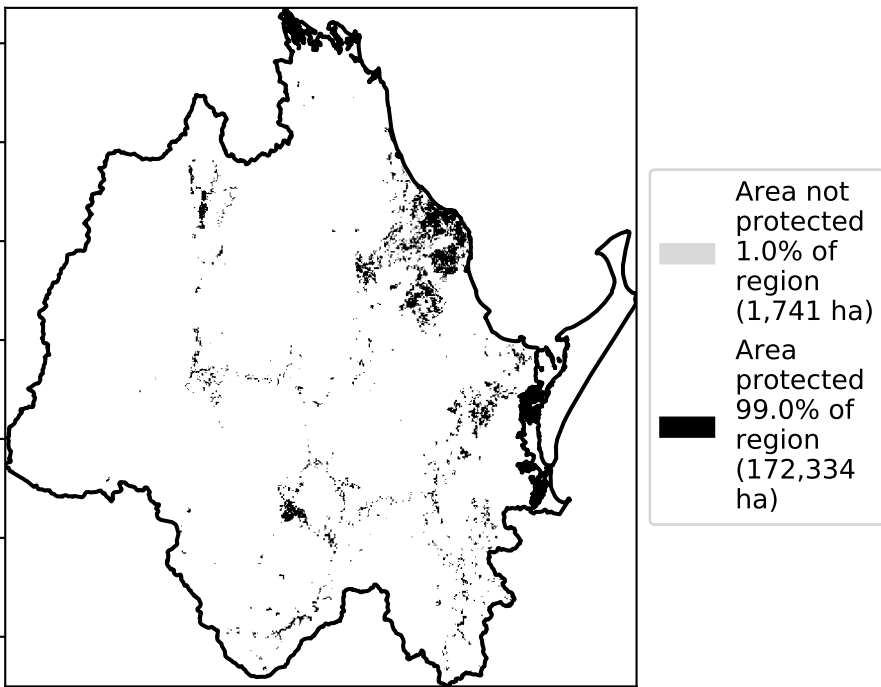 Area not
protected
1.0% of
region
(1,741 ha)
Area
protected
99.0% of
region
(172,334
ha)